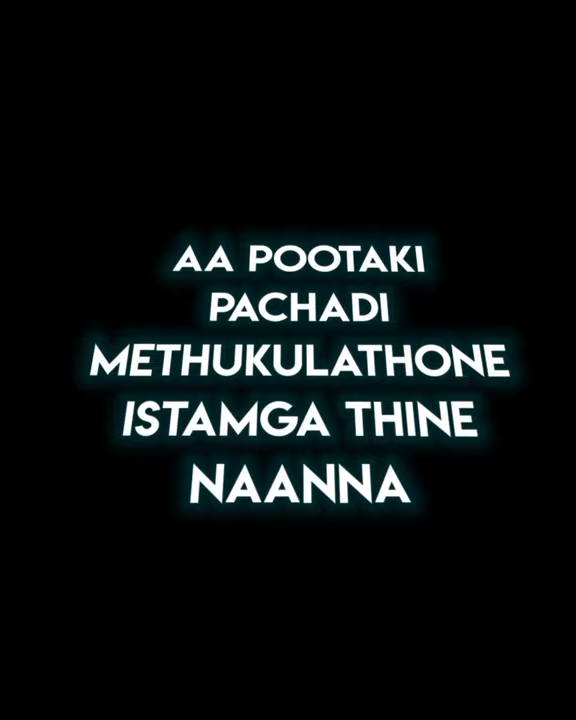 AA POOTAKI
PACHADI
METHUKULATHONE
ISTAMGA THINE
NAANNA